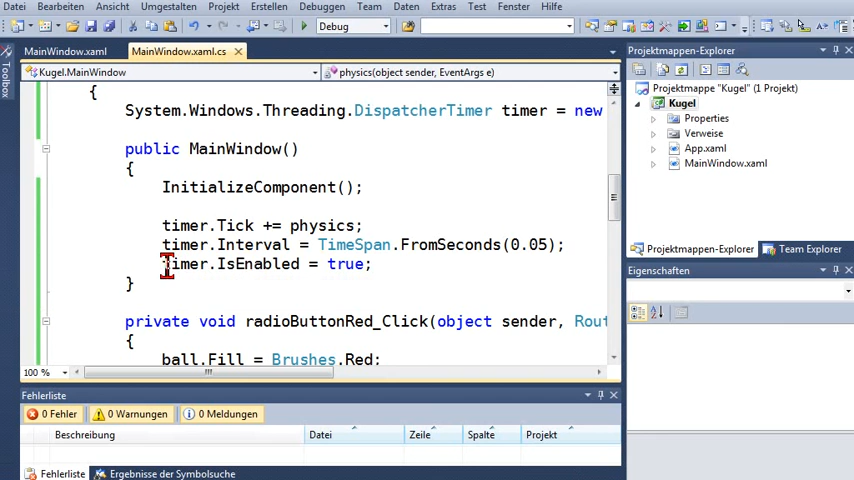 Datei Bearbeiten Ansicht Umgestalten Projekt Erstellen Debuggen Team Daten Extras Test Fenster Hilfe
Debug
MainWindow.xaml MainWindow.xaml.cs
Kugel.MainWindow physics(object sender, EventArgs e)
{
System.Windows.Threading.DispatcherTimer timer = new
public MainWindow()
{
InitializeComponent();
timer.Tick += physics;
timer.Interval = TimeSpan.FromSeconds(0.05);
timer.IsEnabled = true;
}
private void radioButtonRed_Click(object sender, Rout
{
ball.Fill = Brushes.Red;
100 %
Toolbox
Projektmappen-Explorer
Projektmappe "Kugel" (1 Projekt)
Kugel
Properties
Verweise
App.xaml
MainWindow.xaml
Projektmappen-Explorer Team Explorer
Eigenschaften
Fehlerliste
0 Fehler 0 Warnungen 0 Meldungen
Beschreibung Datei Zeile Spalte Projekt
Fehlerliste Ergebnisse der Symbolsuche